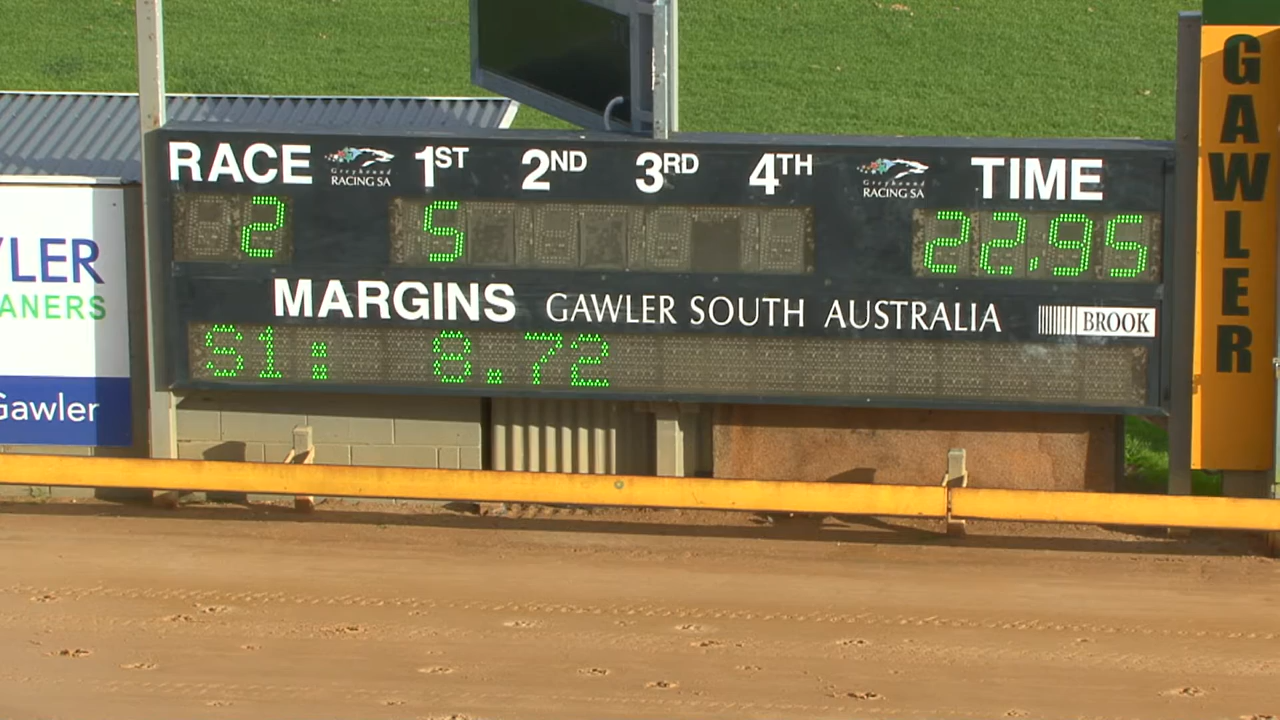 RACE
Greyhound
RACING SA
1ST
2ND
3RD
4TH
Greyhound
RACING SA
TIME
2
5
22.95
MARGINS
GAWLER SOUTH AUSTRALIA
BROOK
S1: 8.72
GAWLER
LER
ANERS
Gawler